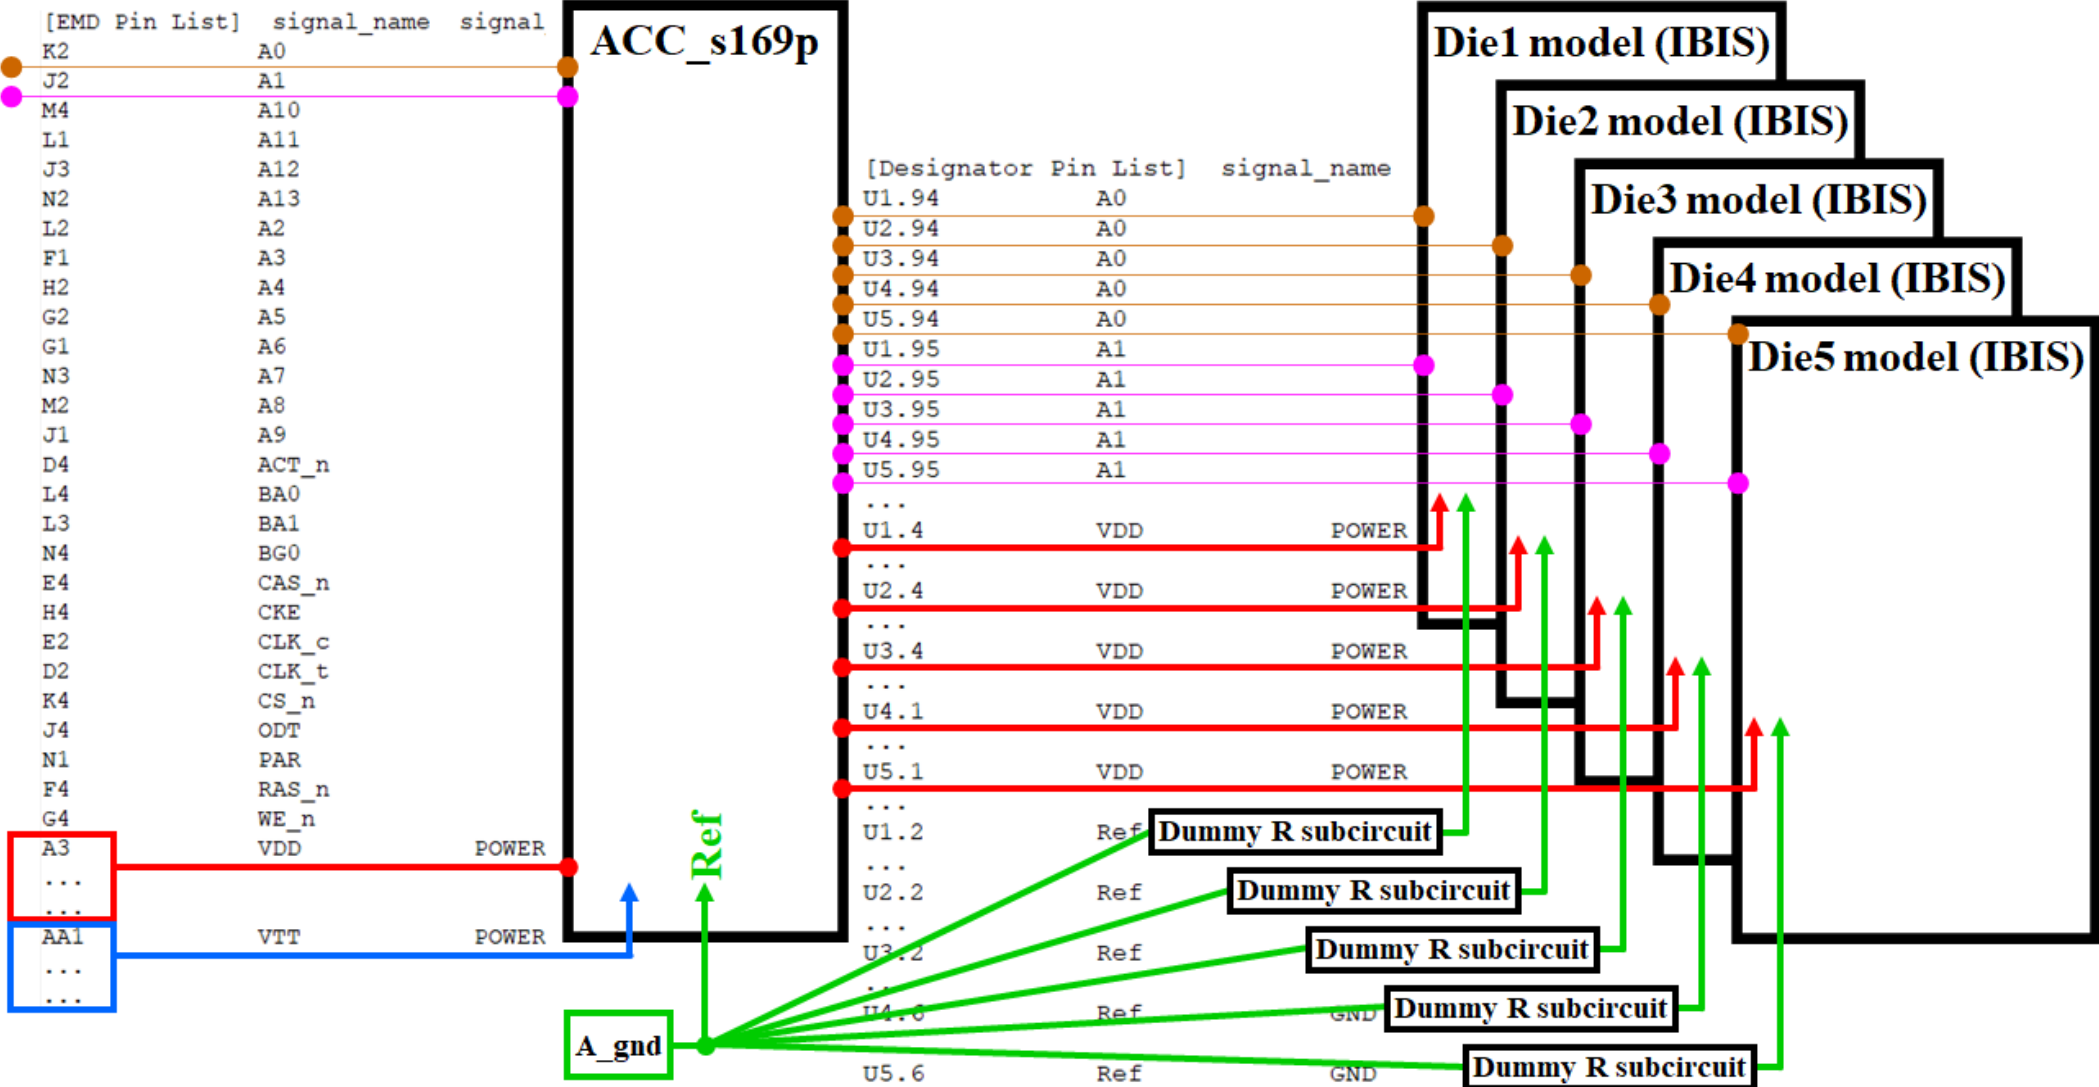 [EMD Pin List] signal_name signal
K2 A0
J2 A1
M4 A10
L1 A11
J3 A12
N2 A13
L2 A2
F1 A3
H2 A4
G2 A5
G1 A6
N3 A7
M2 A8
J1 A9
D4 ACT_n
L4 BA0
L3 BA1
N4 BG0
E4 CAS_n
H4 CKE
E2 CLK_c
D2 CLK_t
K4 CS_n
J4 ODT
N1 PAR
F4 RAS_n
G4 WE_n
A3 VDD POWER
...
...
AA1 VTT POWER
...
...
ACC_s169p
Ref
A_gnd
[Designator Pin List] signal_name
U1.94 A0
U2.94 A0
U3.94 A0
U4.94 A0
U5.94 A0
U1.95 A1
U2.95 A1
U3.95 A1
U4.95 A1
U5.95 A1
...
U1.4 VDD POWER
...
U2.4 VDD POWER
...
U3.4 VDD POWER
...
U4.1 VDD POWER
...
U5.1 VDD POWER
...
U1.2 Ref
...
U2.2 Ref
...
U3.2 Ref
...
U4.6 Ref GND
U5.6 Ref GND
Dummy R subcircuit
Dummy R subcircuit
Dummy R subcircuit
Dummy R subcircuit
Dummy R subcircuit
Die1 model (IBIS)
Die2 model (IBIS)
Die3 model (IBIS)
Die4 model (IBIS)
Die5 model (IBIS)